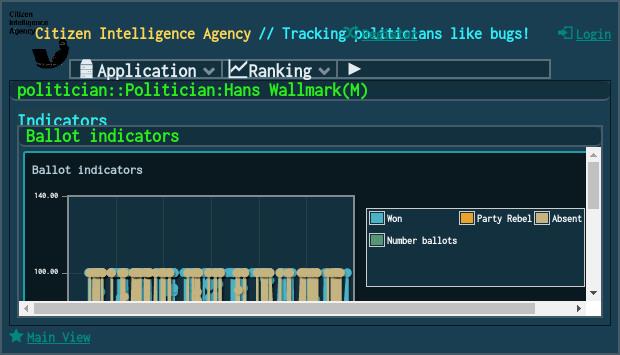 Citizen
Intelligence
Agency
Citizen Intelligence Agency // Tracking politicians like bugs!
Register
Login
Application
Ranking
politician::Politician:Hans Wallmark(M)
Indicators
Ballot indicators
Ballot indicators
140.00
100.00
Won
Party Rebel
Absent
Number ballots
Main View